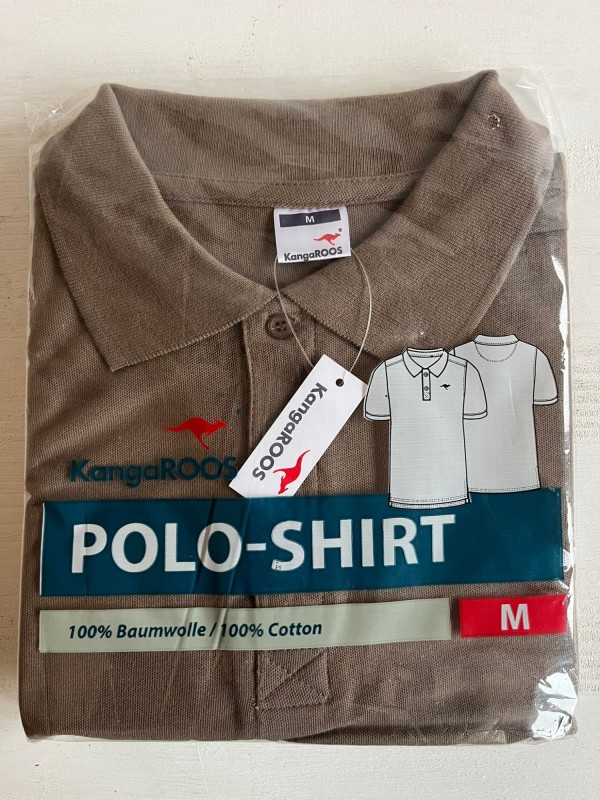 M
KangaROOS®
KangaROOS
KangaROOS
POLO-SHIRT
100% Baumwolle / 100% Cotton
M